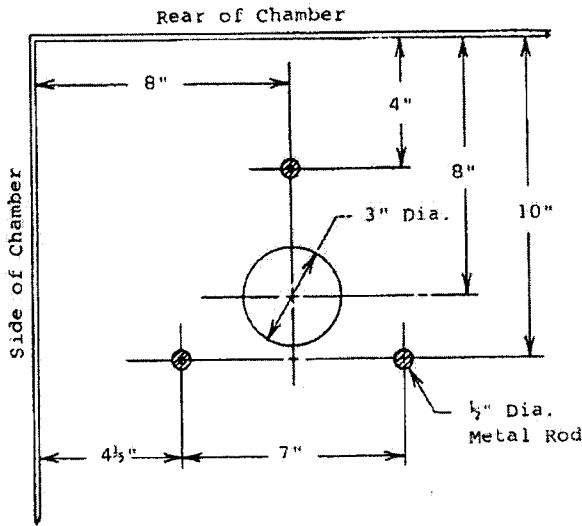 Rear of Chamber
8"
4"
Side of Chamber
8"
3" Dia.
10"
½" Dia.
Metal Rod
4½"
7"